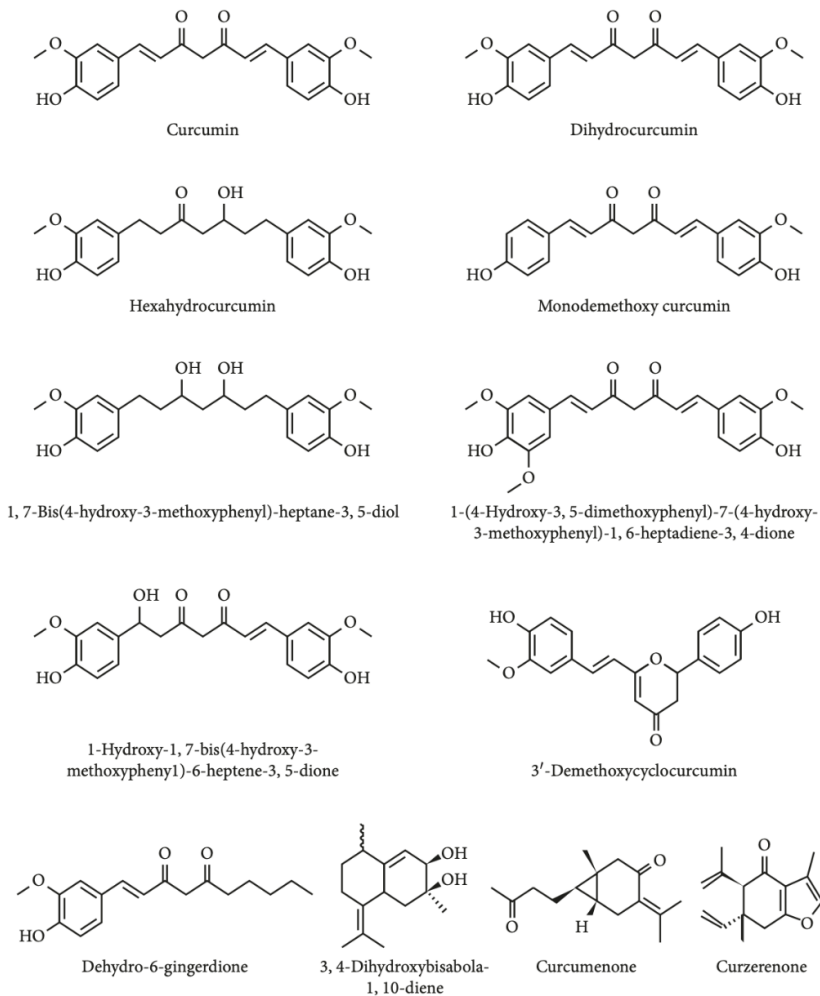 O O O O
O O O O
HO OH HO OH
Curcumin Dihydrocurcumin
O OH O O
O O O
HO OH HO OH
Hexahydrocurcumin Monodemethoxy curcumin
OH OH O O
O O O O
HO OH HO OH
O
1, 7-Bis(4-hydroxy-3-methoxyphenyl)-heptane-3, 5-diol
1-(4-Hydroxy-3, 5-dimethoxyphenyl)-7-(4-hydroxy-
3-methoxyphenyl)-1, 6-heptadiene-3, 4-dione
OH O O
O O
HO OH
1-Hydroxy-1, 7-bis(4-hydroxy-3-
methoxypheny1)-6-heptene-3, 5-dione
HO OH
O O
O
3′-Demethoxycyclocurcumin
O O
O
HO
Dehydro-6-gingerdione
OH
OH
3, 4-Dihydroxybisabola-
1, 10-diene
O
O
H
Curcumenone
O
O
Curzerenone